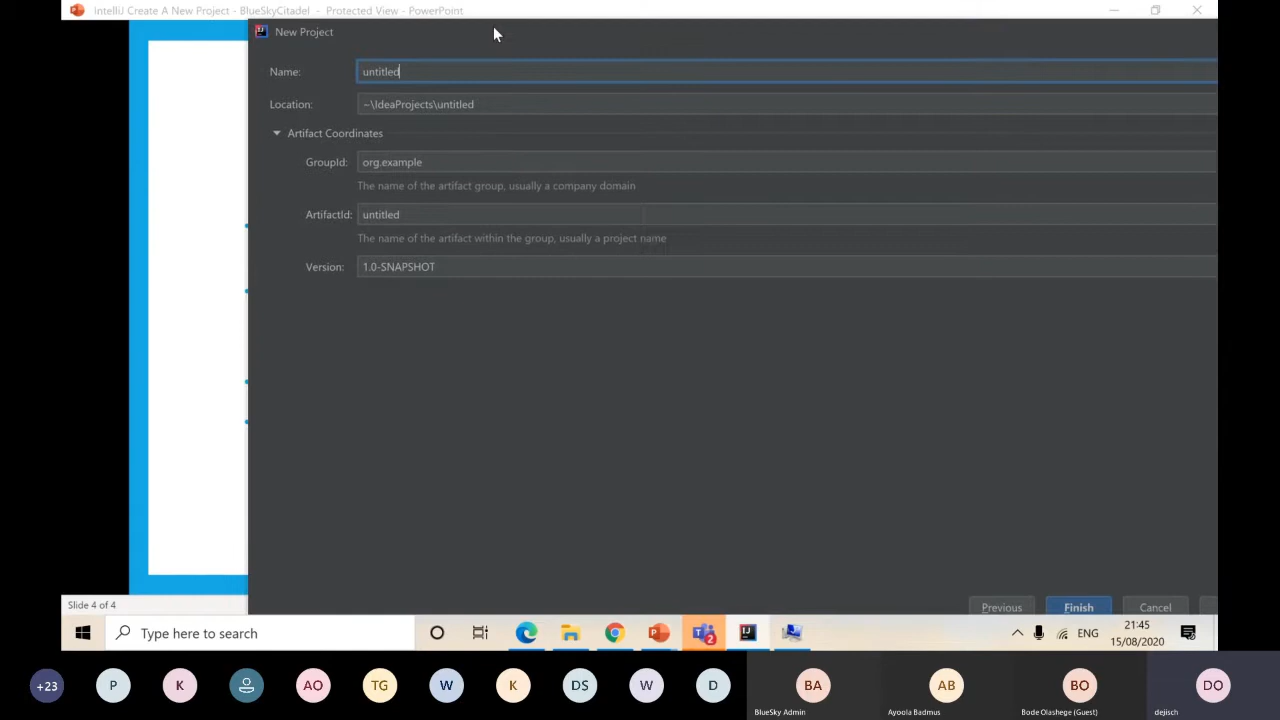 IntelliJ Create A New Project - BlueSkyCitadel - Protected View - PowerPoint
New Project
Name: untitled
Location: ~\IdeaProjects\untitled
Artifact Coordinates
GroupId: org.example
The name of the artifact group, usually a company domain
ArtifactId: untitled
The name of the artifact within the group, usually a project name
Version: 1.0-SNAPSHOT
Previous Finish Cancel
Slide 4 of 4
Type here to search
2
ENG
21:45
15/08/2020
+23 P K AO TG W K DS W D BA AB BO DO
BlueSky Admin Ayoola Badmus Bode Olashege (Guest) dejisch